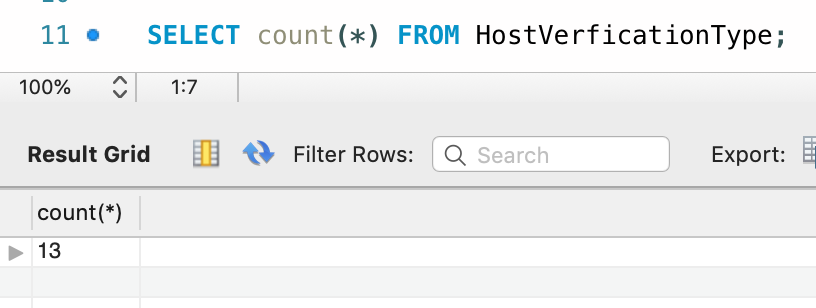 11 SELECT count(*) FROM HostVerficationType;
100% 1:7
Result Grid Filter Rows: Search Export:
count(*)
13